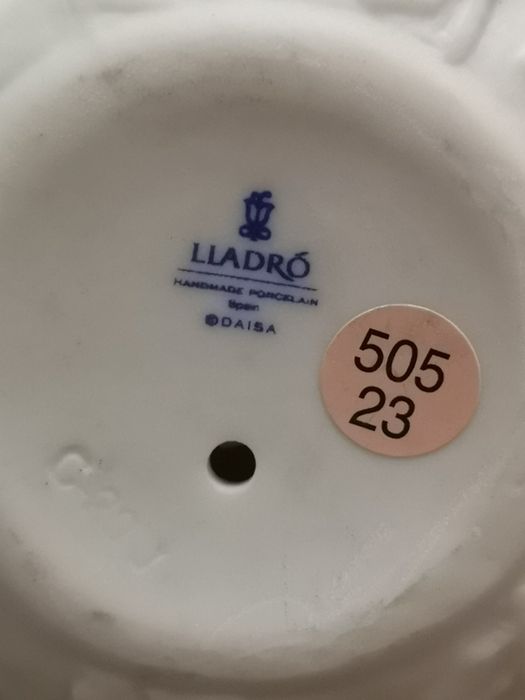 LLADRÓ
HANDMADE PORCELAIN
Spain
©DAISA
505
23